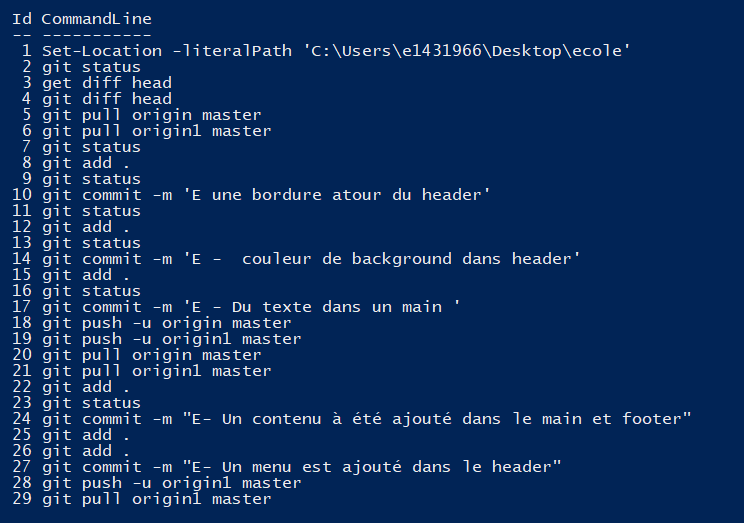 Id CommandLine
-- -----------
1 Set-Location -literalPath 'C:\Users\e1431966\Desktop\ecole'
2 git status
3 get diff head
4 git diff head
5 git pull origin master
6 git pull origin1 master
7 git status
8 git add .
9 git status
10 git commit -m 'E une bordure atour du header'
11 git status
12 git add .
13 git status
14 git commit -m 'E -  couleur de background dans header'
15 git add .
16 git status
17 git commit -m 'E - Du texte dans un main '
18 git push -u origin master
19 git push -u origin1 master
20 git pull origin master
21 git pull origin1 master
22 git add .
23 git status
24 git commit -m "E- Un contenu à été ajouté dans le main et footer"
25 git add .
26 git add .
27 git commit -m "E- Un menu est ajouté dans le header"
28 git push -u origin1 master
29 git pull origin1 master